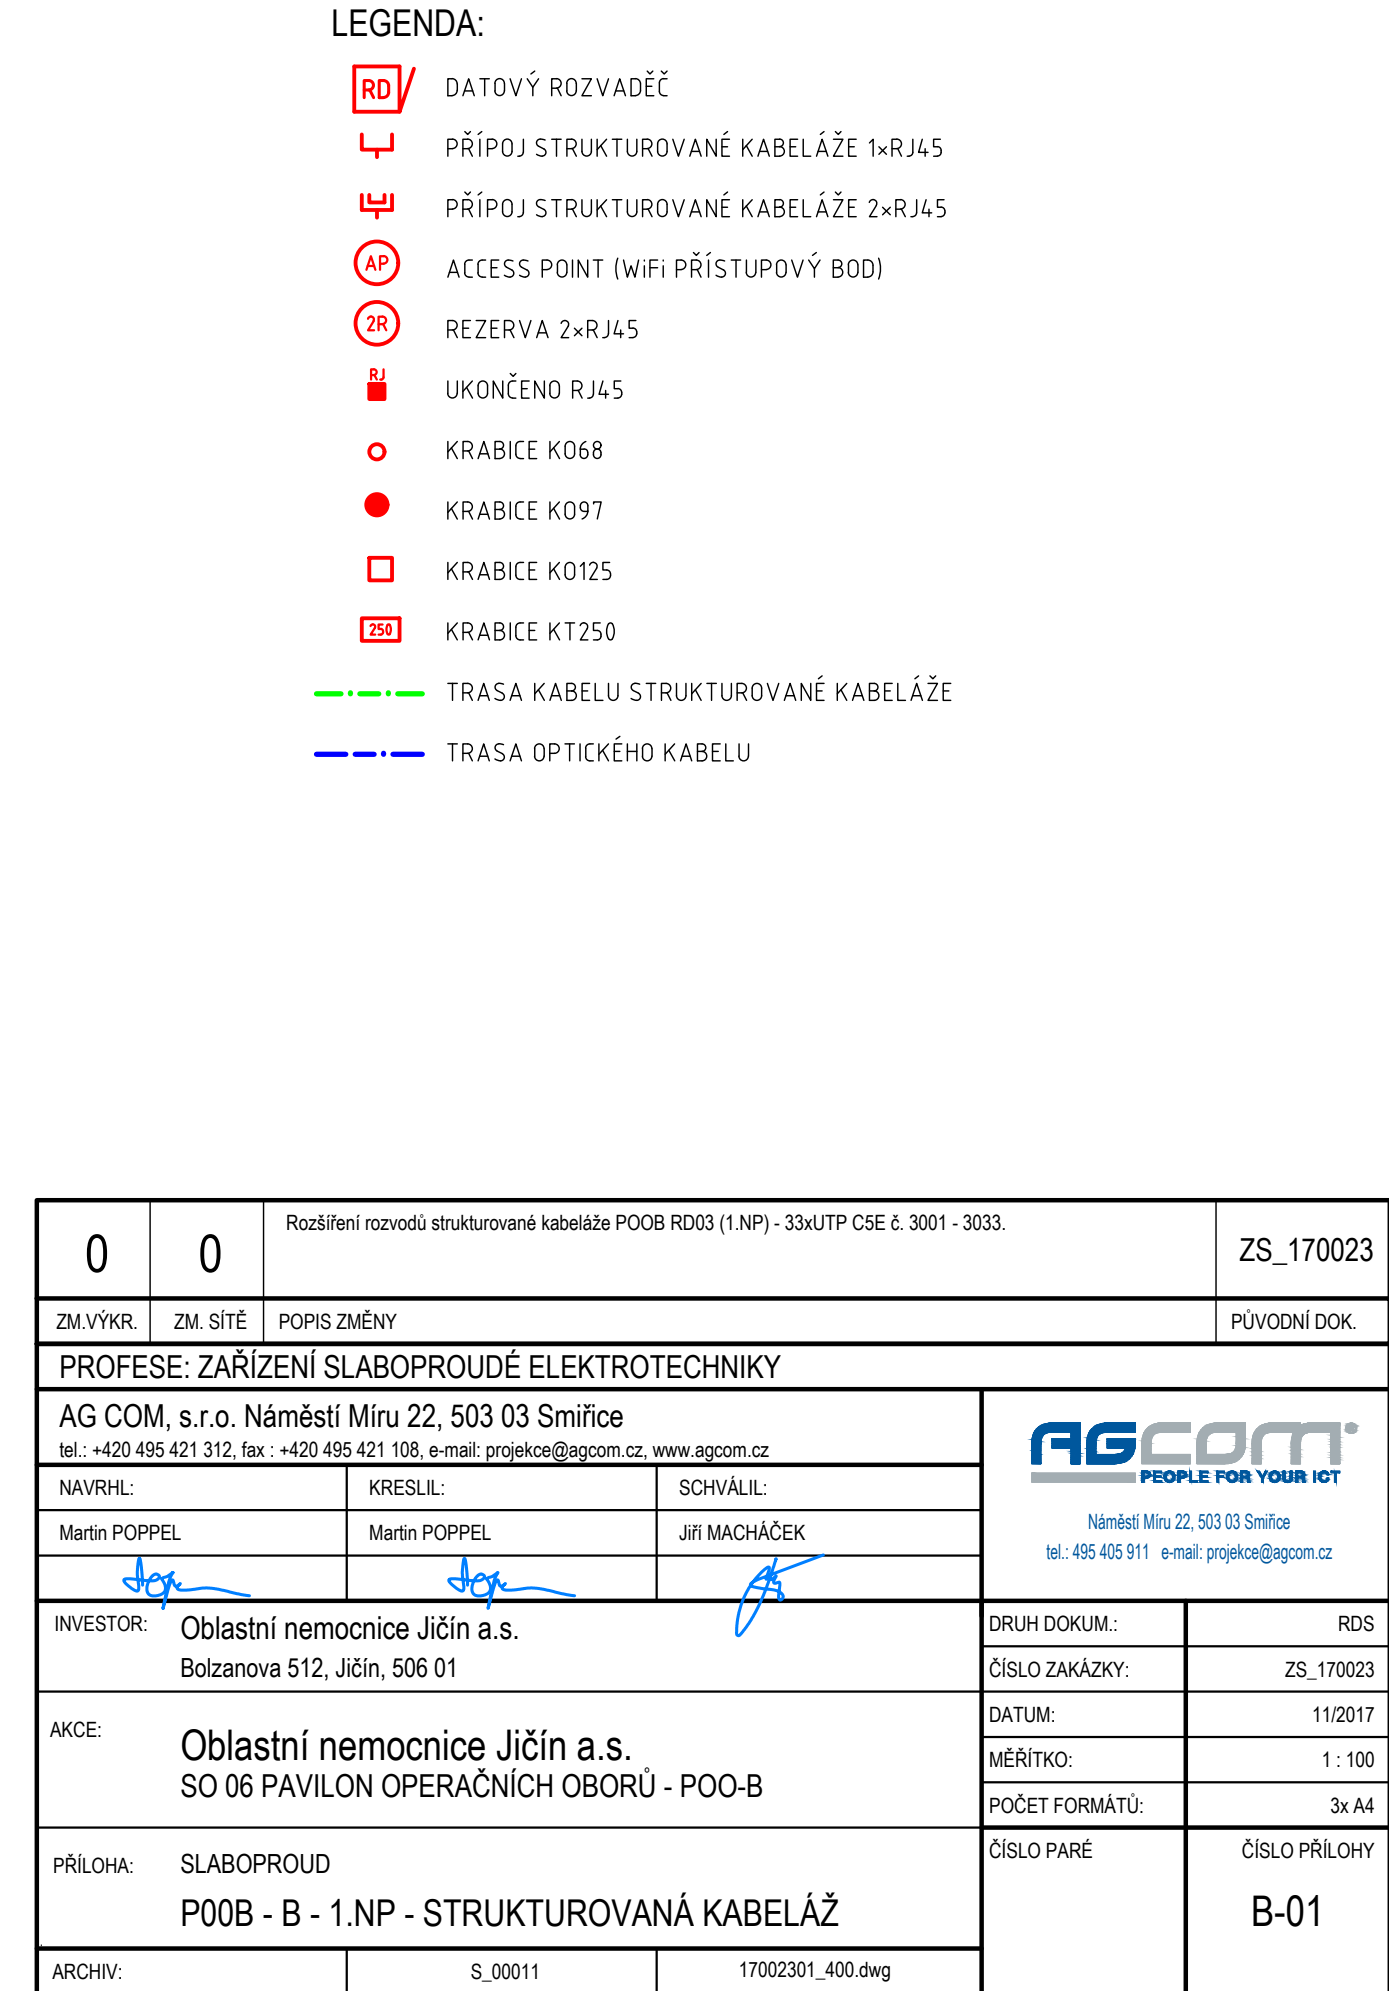 LEGENDA:
RD DATOVÝ ROZVADĚČ
PŘÍPOJ STRUKTUROVANÉ KABELÁŽE 1×RJ45
PŘÍPOJ STRUKTUROVANÉ KABELÁŽE 2×RJ45
AP ACCESS POINT (WiFi PŘÍSTUPOVÝ BOD)
2R REZERVA 2×RJ45
RJ UKONČENO RJ45
KRABICE KO68
KRABICE KO97
KRABICE KO125
250 KRABICE KT250
TRASA KABELU STRUKTUROVANÉ KABELÁŽE
TRASA OPTICKÉHO KABELU
0 0 Rozšíření rozvodů strukturované kabeláže POOB RD03 (1.NP) - 33xUTP C5E č. 3001 - 3033. ZS_170023
ZM.VÝKR. ZM. SÍTĚ POPIS ZMĚNY PŮVODNÍ DOK.
PROFESE: ZAŘÍZENÍ SLABOPROUDÉ ELEKTROTECHNIKY
AG COM, s.r.o. Náměstí Míru 22, 503 03 Smiřice
tel.: +420 495 421 312, fax : +420 495 421 108, e-mail: projekce@agcom.cz, www.agcom.cz
AGCOM
PEOPLE FOR YOUR ICT
Náměstí Míru 22, 503 03 Smiřice
tel.: 495 405 911 e-mail: projekce@agcom.cz
NAVRHL: KRESLIL: SCHVÁLIL:
Martin POPPEL Martin POPPEL Jiří MACHÁČEK
INVESTOR: Oblastní nemocnice Jičín a.s.
Bolzanova 512, Jičín, 506 01
DRUH DOKUM.: RDS
ČÍSLO ZAKÁZKY: ZS_170023
DATUM: 11/2017
MĚŘÍTKO: 1 : 100
POČET FORMÁTŮ: 3x A4
AKCE: Oblastní nemocnice Jičín a.s.
SO 06 PAVILON OPERAČNÍCH OBORŮ - POO-B
ČÍSLO PARÉ ČÍSLO PŘÍLOHY
B-01
PŘÍLOHA: SLABOPROUD
P00B - B - 1.NP - STRUKTUROVANÁ KABELÁŽ
ARCHIV: S_00011 17002301_400.dwg